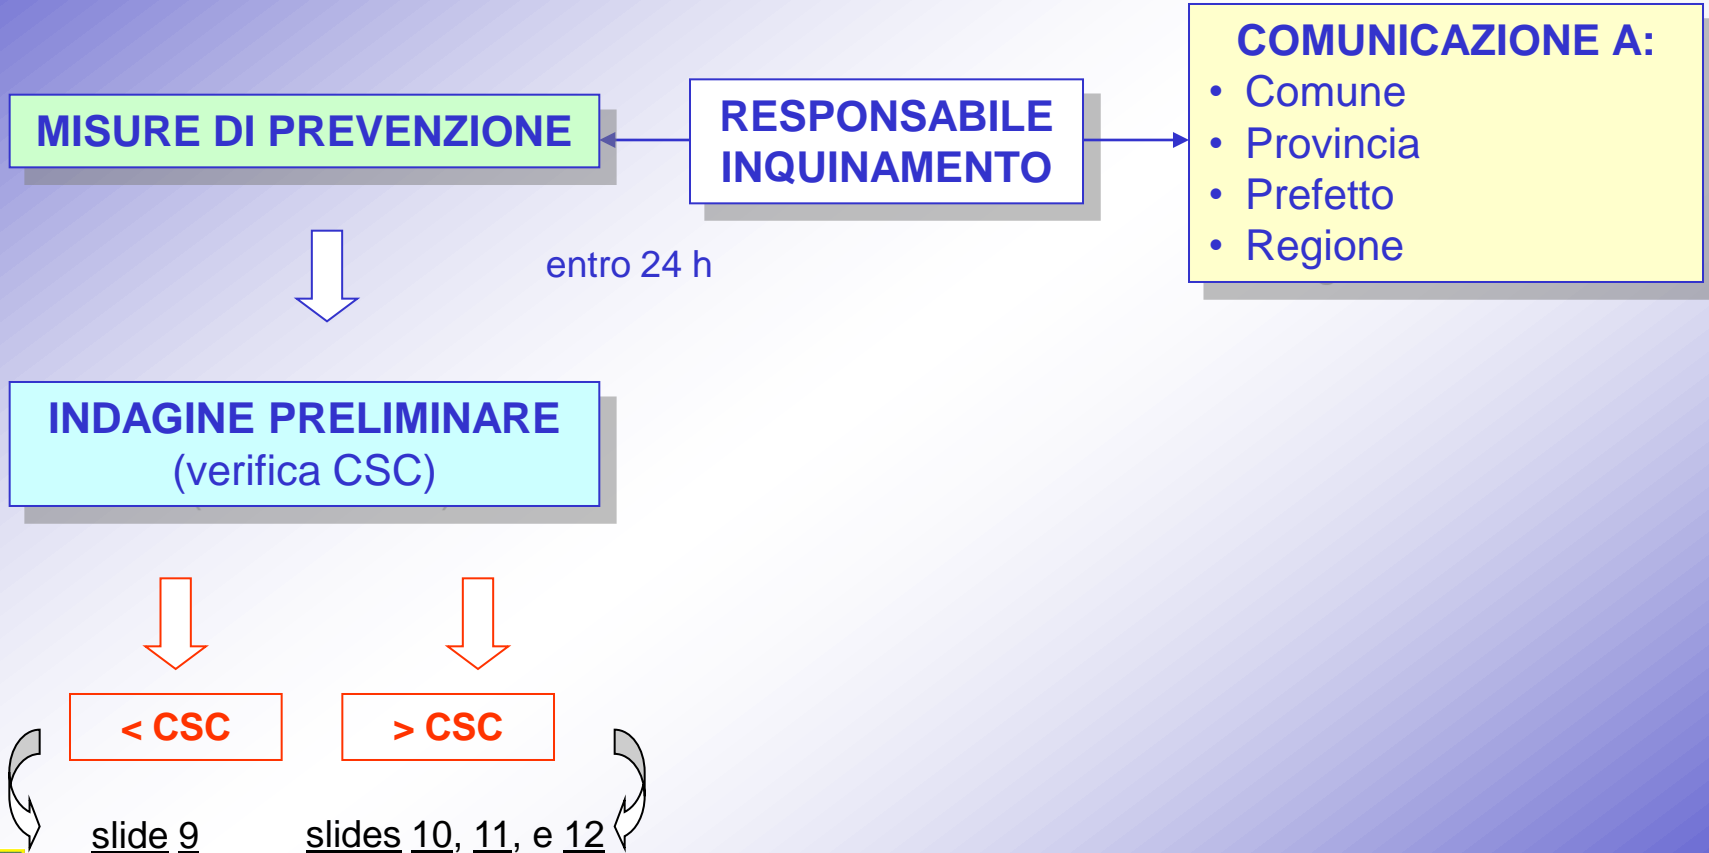 MISURE DI PREVENZIONE
RESPONSABILE
INQUINAMENTO
COMUNICAZIONE A:
• Comune
• Provincia
• Prefetto
• Regione
entro 24 h
INDAGINE PRELIMINARE
(verifica CSC)
< CSC
> CSC
slide 9
slides 10, 11, e 12